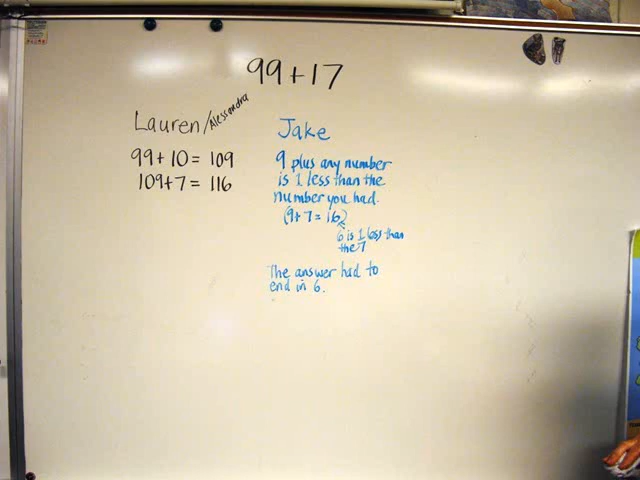 99+17
Lauren/Alessandra
99+10=109
109+7=116
Jake
9 plus any number
is 1 less than the
number you had.
(9+7=16)
6 is 1 less than
the 7
The answer had to
end in 6.